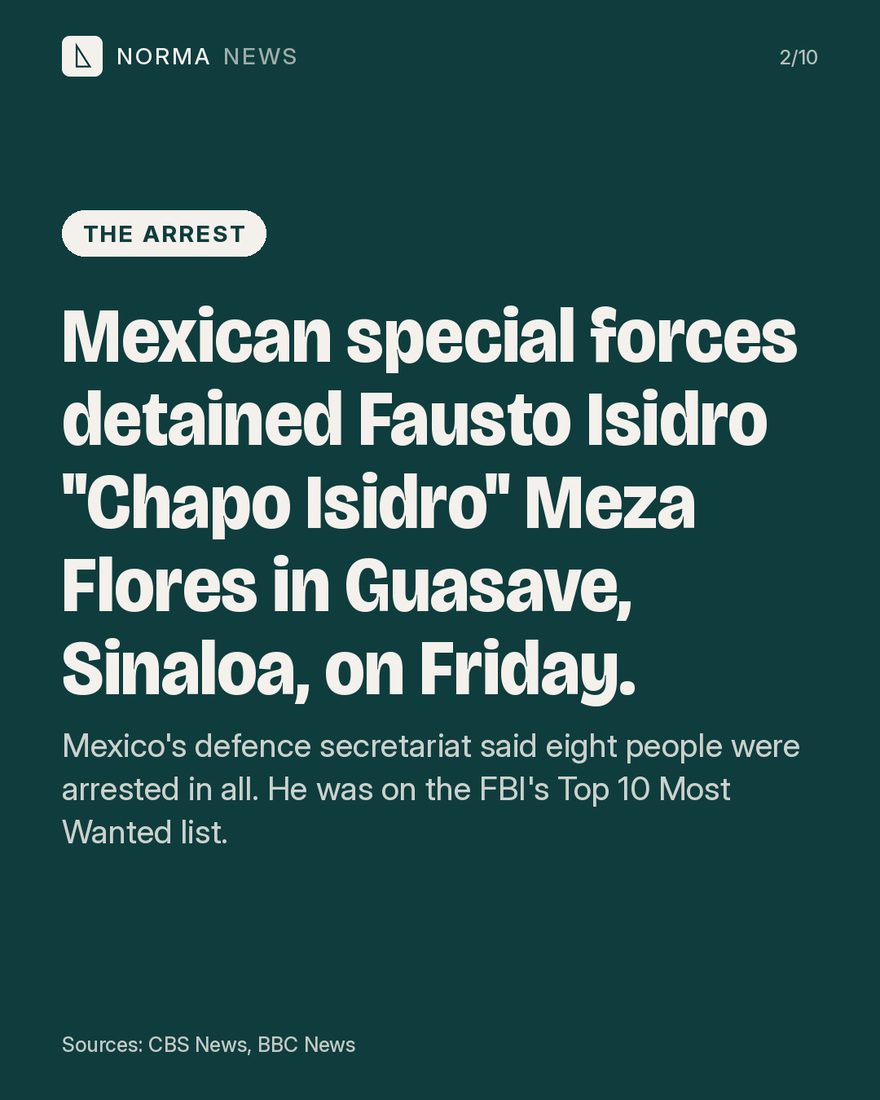 NORMA NEWS
2/10
THE ARREST
Mexican special forces
detained Fausto Isidro
"Chapo Isidro" Meza
Flores in Guasave,
Sinaloa, on Friday.
Mexico's defence secretariat said eight people were
arrested in all. He was on the FBI's Top 10 Most
Wanted list.
Sources: CBS News, BBC News